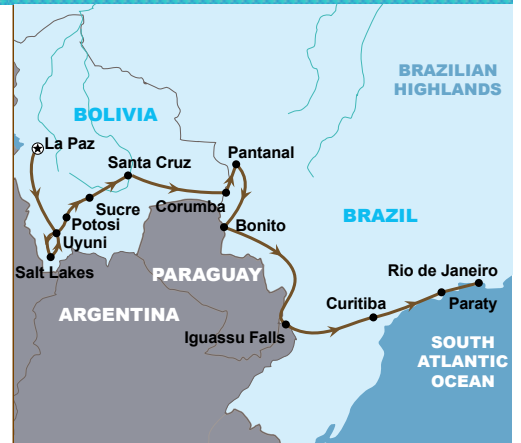 BRAZILIAN
HIGHLANDS
BOLIVIA
La Paz
Santa Cruz
Pantanal
Sucre
Corumba
Potosi
Bonito
BRAZIL
Uyuni
Salt Lakes
PARAGUAY
Rio de Janeiro
ARGENTINA
Curitiba
Paraty
Iguassu Falls
SOUTH
ATLANTIC
OCEAN